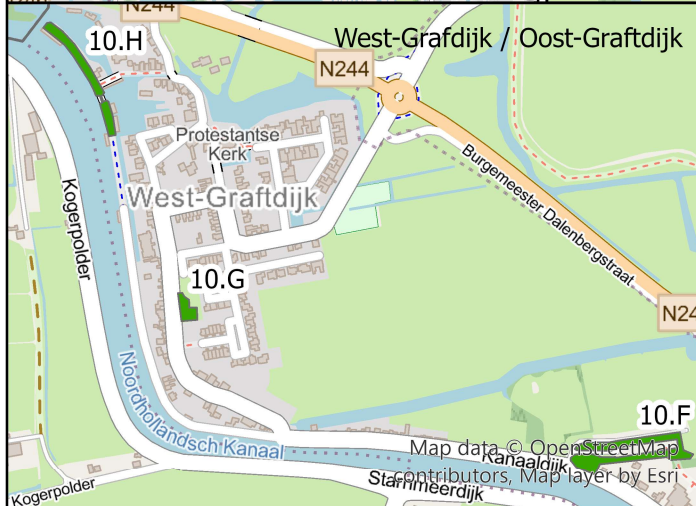 N244
10.H
West-Grafdijk / Oost-Graftdijk
N244
Protestantse
Kerk
Burgemeester Dalenbergstraat
Kogerpolder
West-Graftdijk
10.G
N24
Noordhollandsch Kanaal
10.F
Map data © OpenStreetMap
contributors, Map layer by Esri
Kanaaldijk
Starnmeerdijk
Kogerpolder